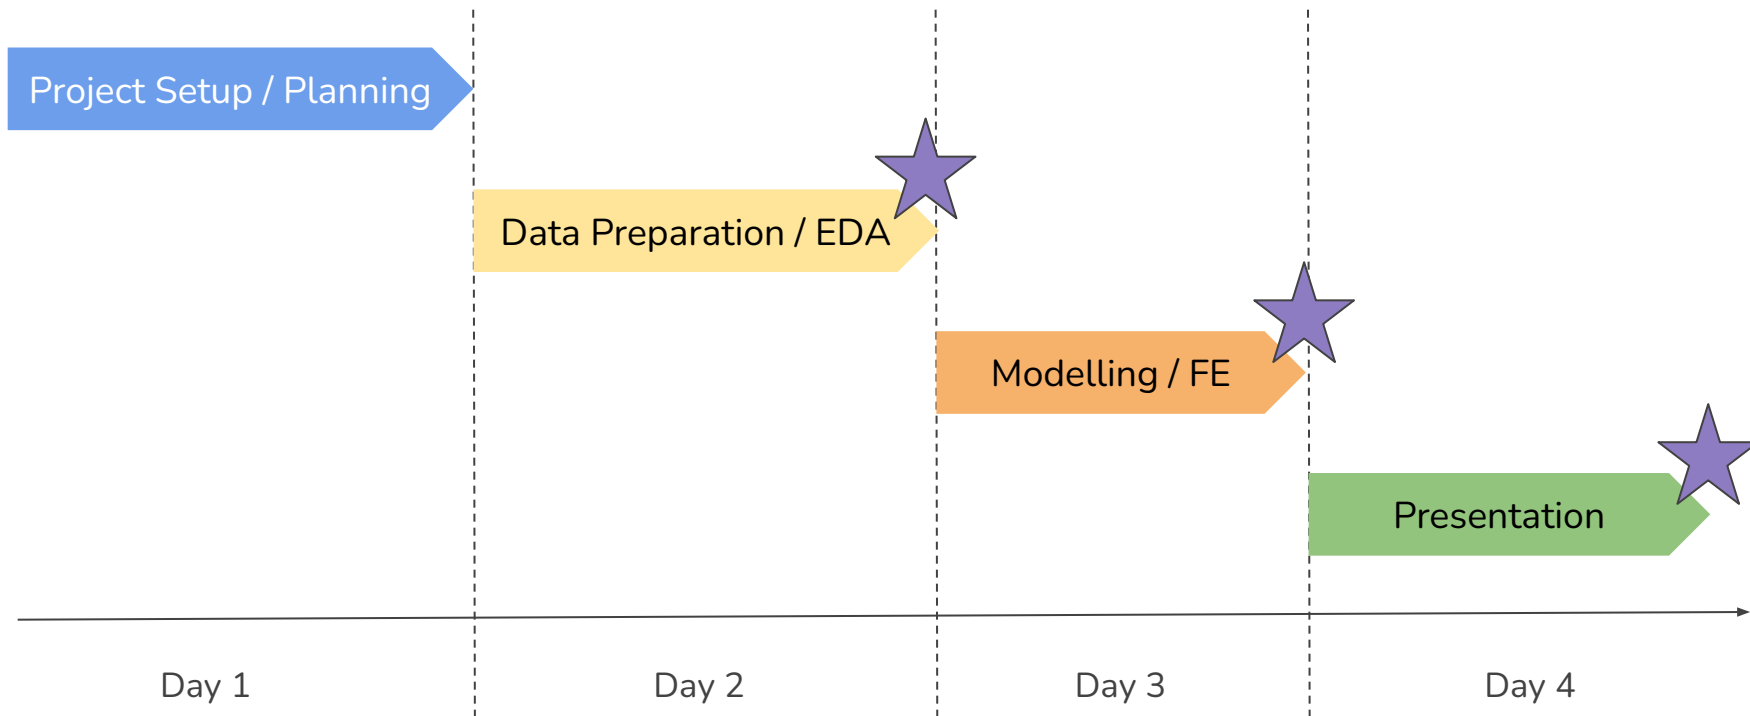 Project Setup / Planning
Data Preparation / EDA
Modelling / FE
Presentation
Day 1
Day 2
Day 3
Day 4